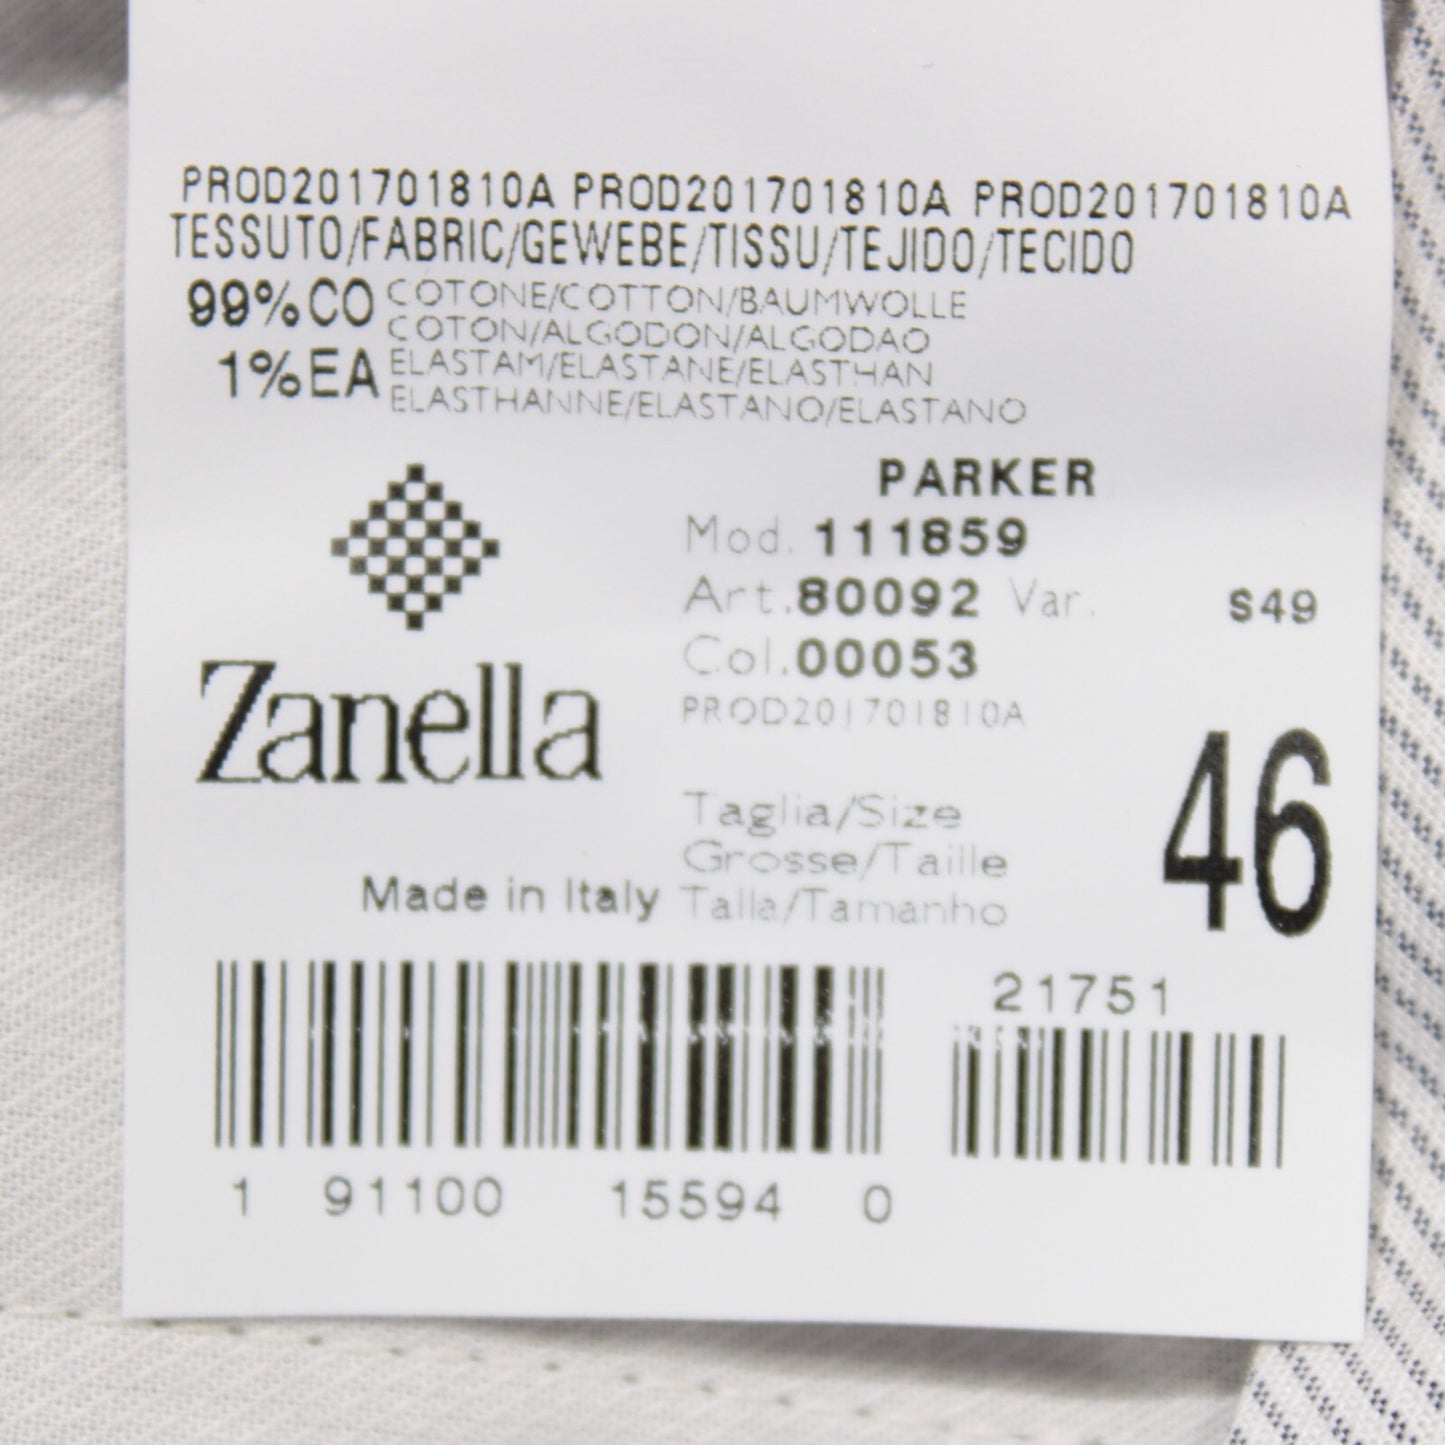 PROD201701810A PROD201701810A PROD201701810A
TESSUTO/FABRIC/GEWEBE/TISSU/TEJIDO/TECIDO
99%CO COTONE/COTTON/BAUMWOLLE
COTON/ALGODON/ALGODAO
1%EA ELASTAM/ELASTANE/ELASTHAN
ELASTHANNE/ELASTANO/ELASTANO
PARKER
Mod. 111859
Art.80092 Var. S49
Col.00053
PROD201701810A
Zanella
46
Taglia/Size
Grosse/Taille
Made in Italy Talla/Tamanho
21751
1 91100 15594 0